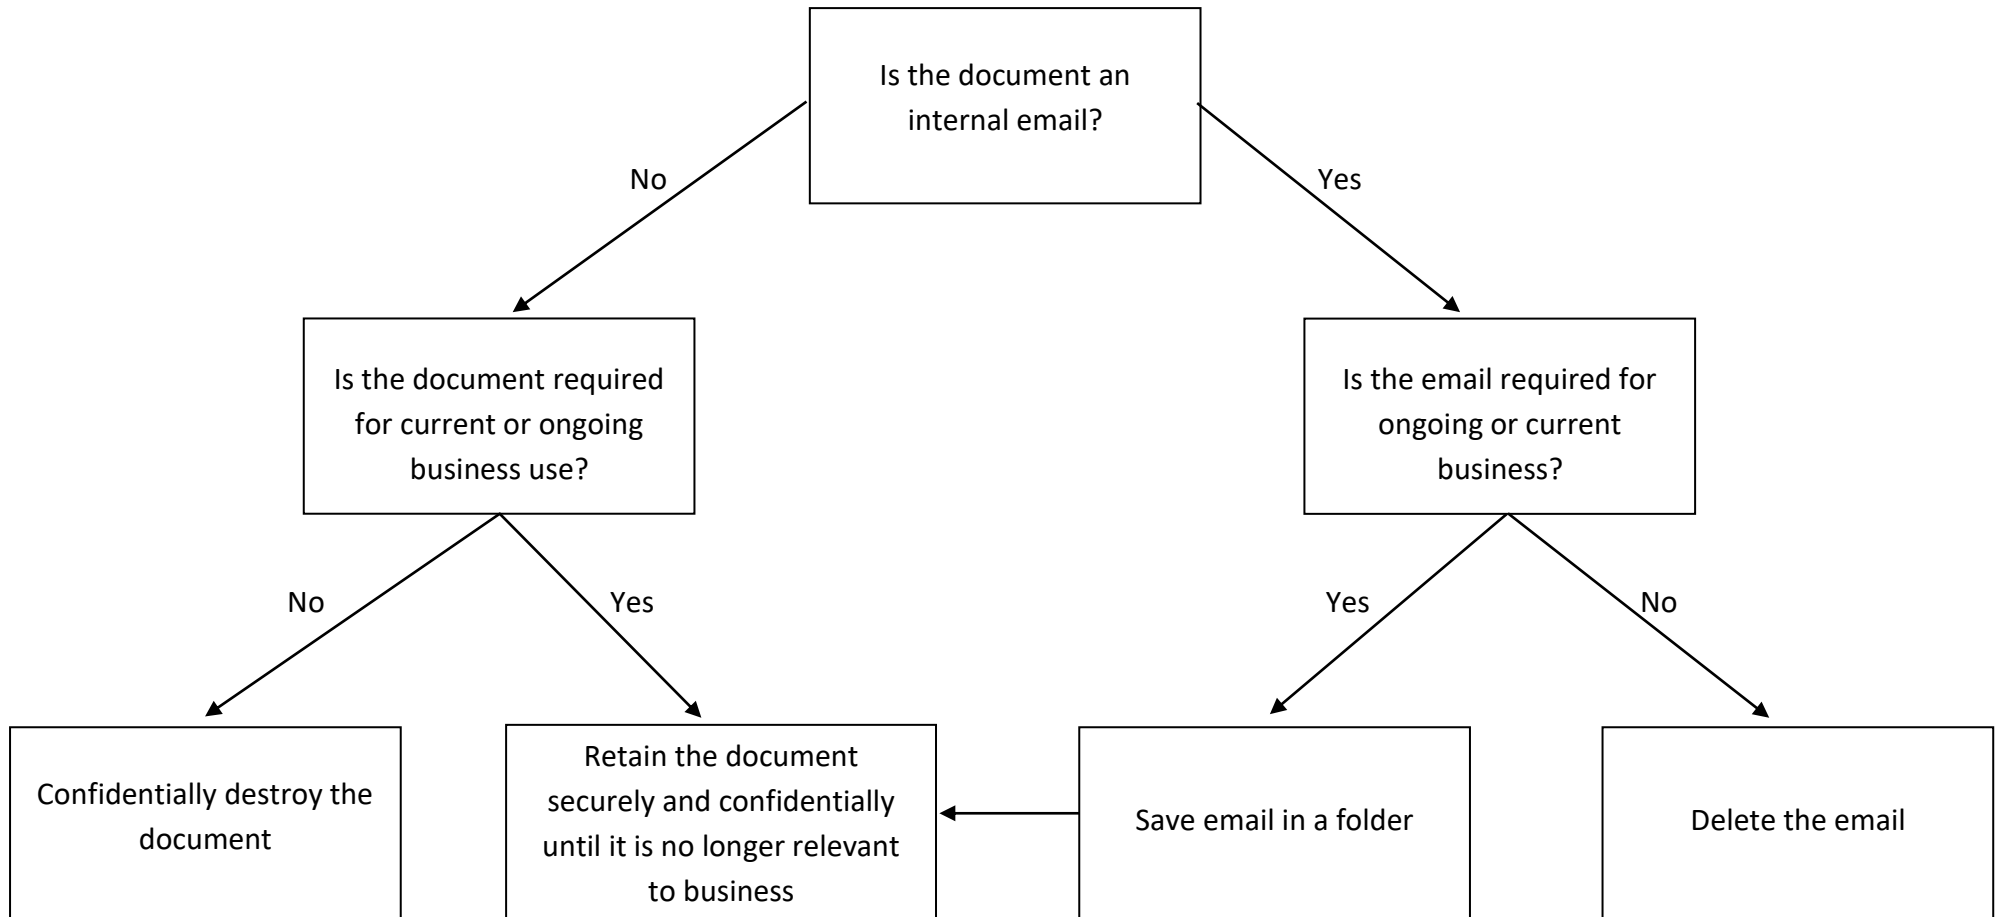 Is the document an
internal email?
No
Yes
Is the document required
for current or ongoing
business use?
Is the email required for
ongoing or current
business?
No
Yes
Yes
No
Confidentially destroy the
document
Retain the document
securely and confidentially
until it is no longer relevant
to business
Save email in a folder
Delete the email